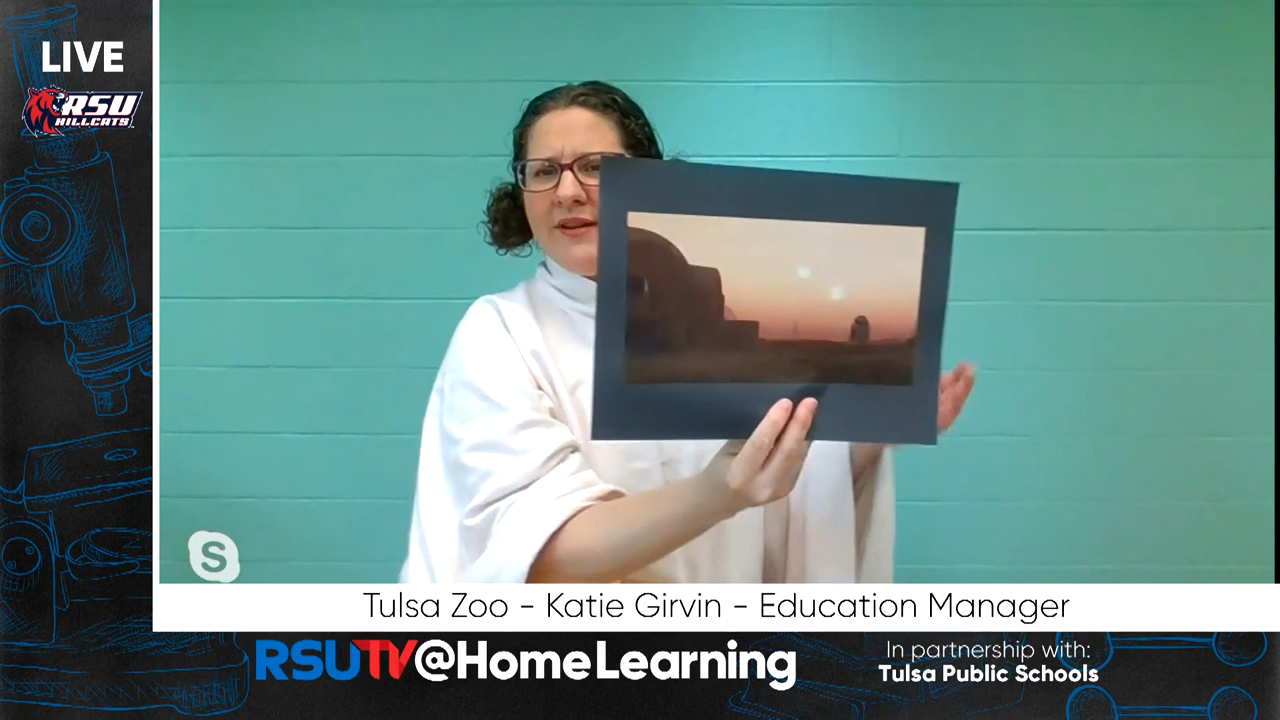 LIVE
RSU
HILLCATS
S
Tulsa Zoo - Katie Girvin - Education Manager
RSUTV@HomeLearning
In partnership with:
Tulsa Public Schools